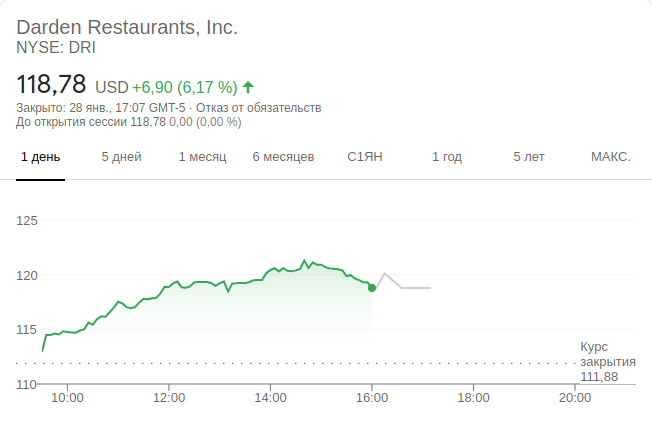 Darden Restaurants, Inc.
NYSE: DRI
118,78 USD +6,90 (6,17 %)
Закрыто: 28 янв., 17:07 GMT-5 · Отказ от обязательств
До открытия сессии 118,78 0,00 (0,00 %)
1 день 5 дней 1 месяц 6 месяцев С1ЯН 1 год 5 лет МАКС.
125
120
115
Курс
закрытия
111,88
110
10:00 12:00 14:00 16:00 18:00 20:00